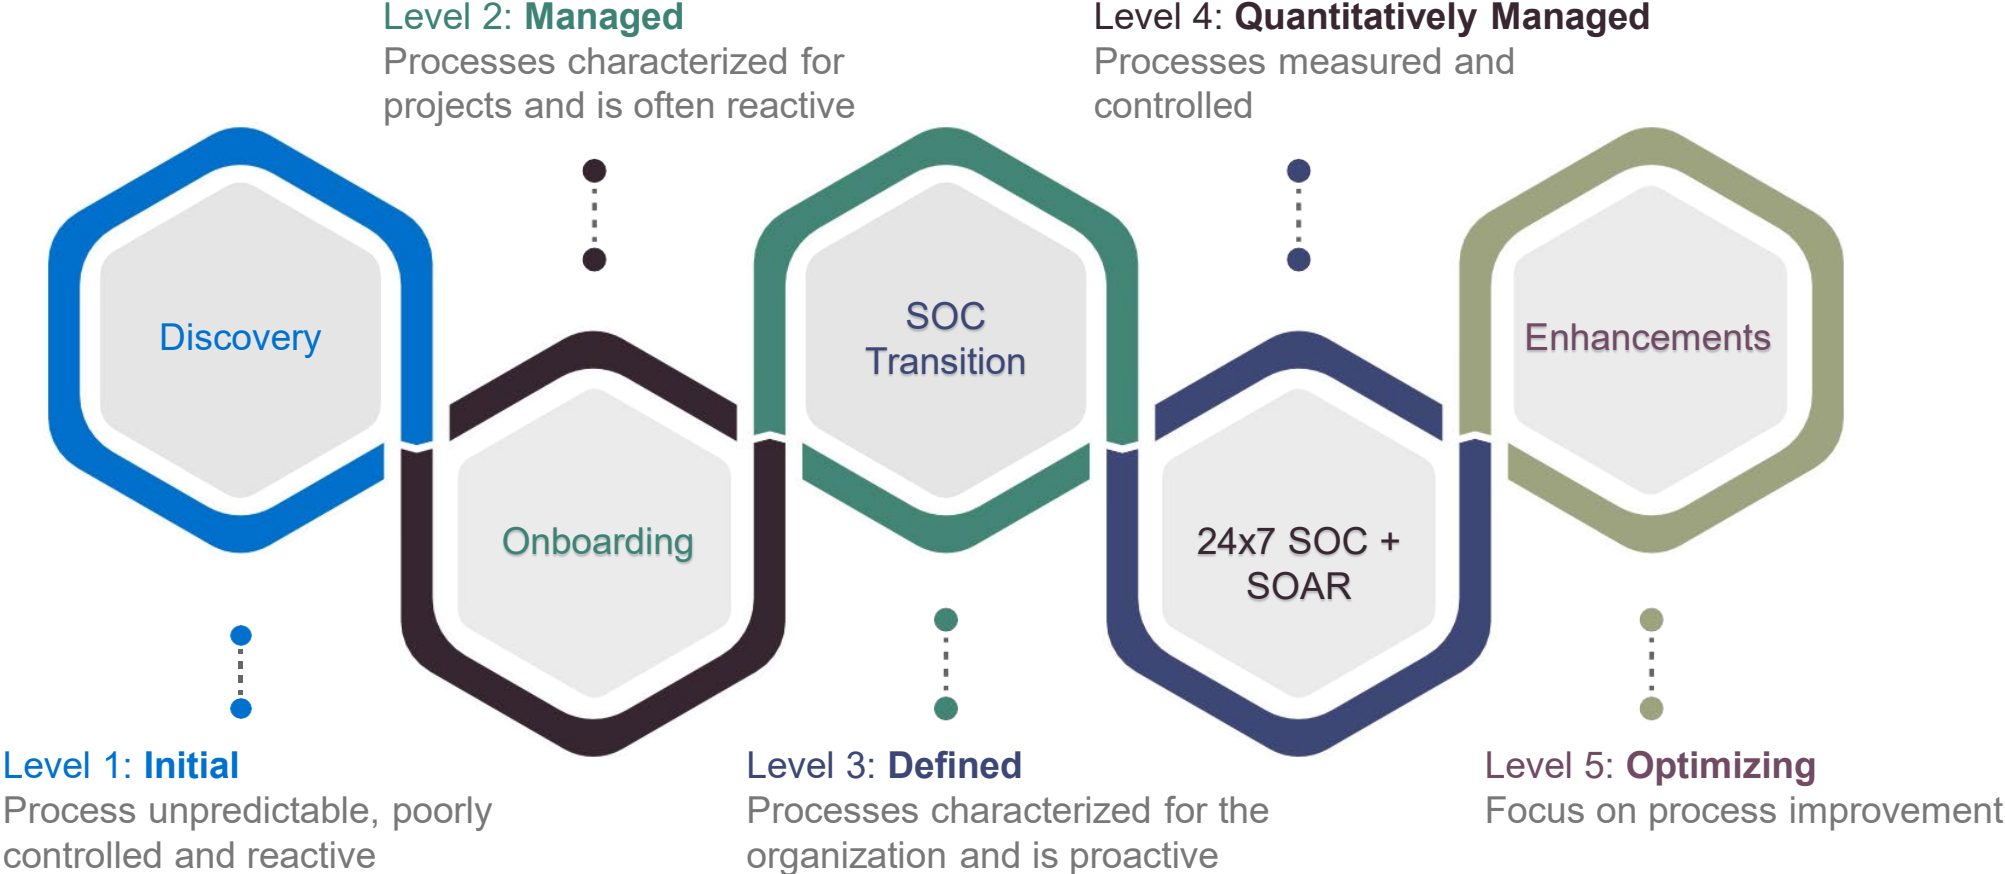 Level 2: Managed
Processes characterized for
projects and is often reactive
Level 4: Quantitatively Managed
Processes measured and
controlled
Discovery
Onboarding
SOC
Transition
24x7 SOC +
SOAR
Enhancements
Level 1: Initial
Process unpredictable, poorly
controlled and reactive
Level 3: Defined
Processes characterized for the
organization and is proactive
Level 5: Optimizing
Focus on process improvement